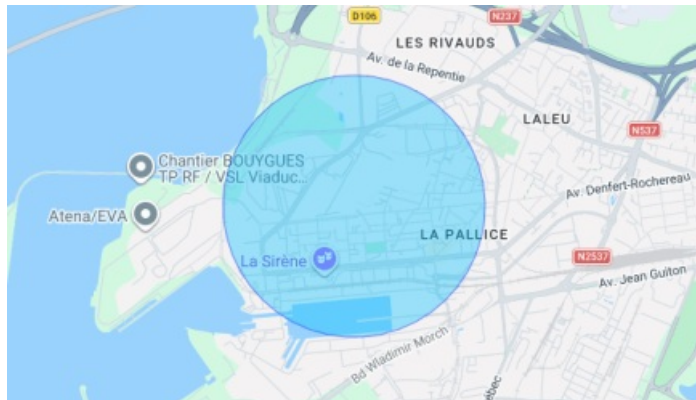 D106
N237
LES RIVAUDS
Av. de la Repentie
LALEU
N537
Chantier BOUYGUES
TP RF / VSL Viaduc...
Av. Denfert-Rochereau
Atena/EVA
LA PALLICE
La Sirène
N2537
Av. Jean Guiton
Bd Wladimir Morch
ébec